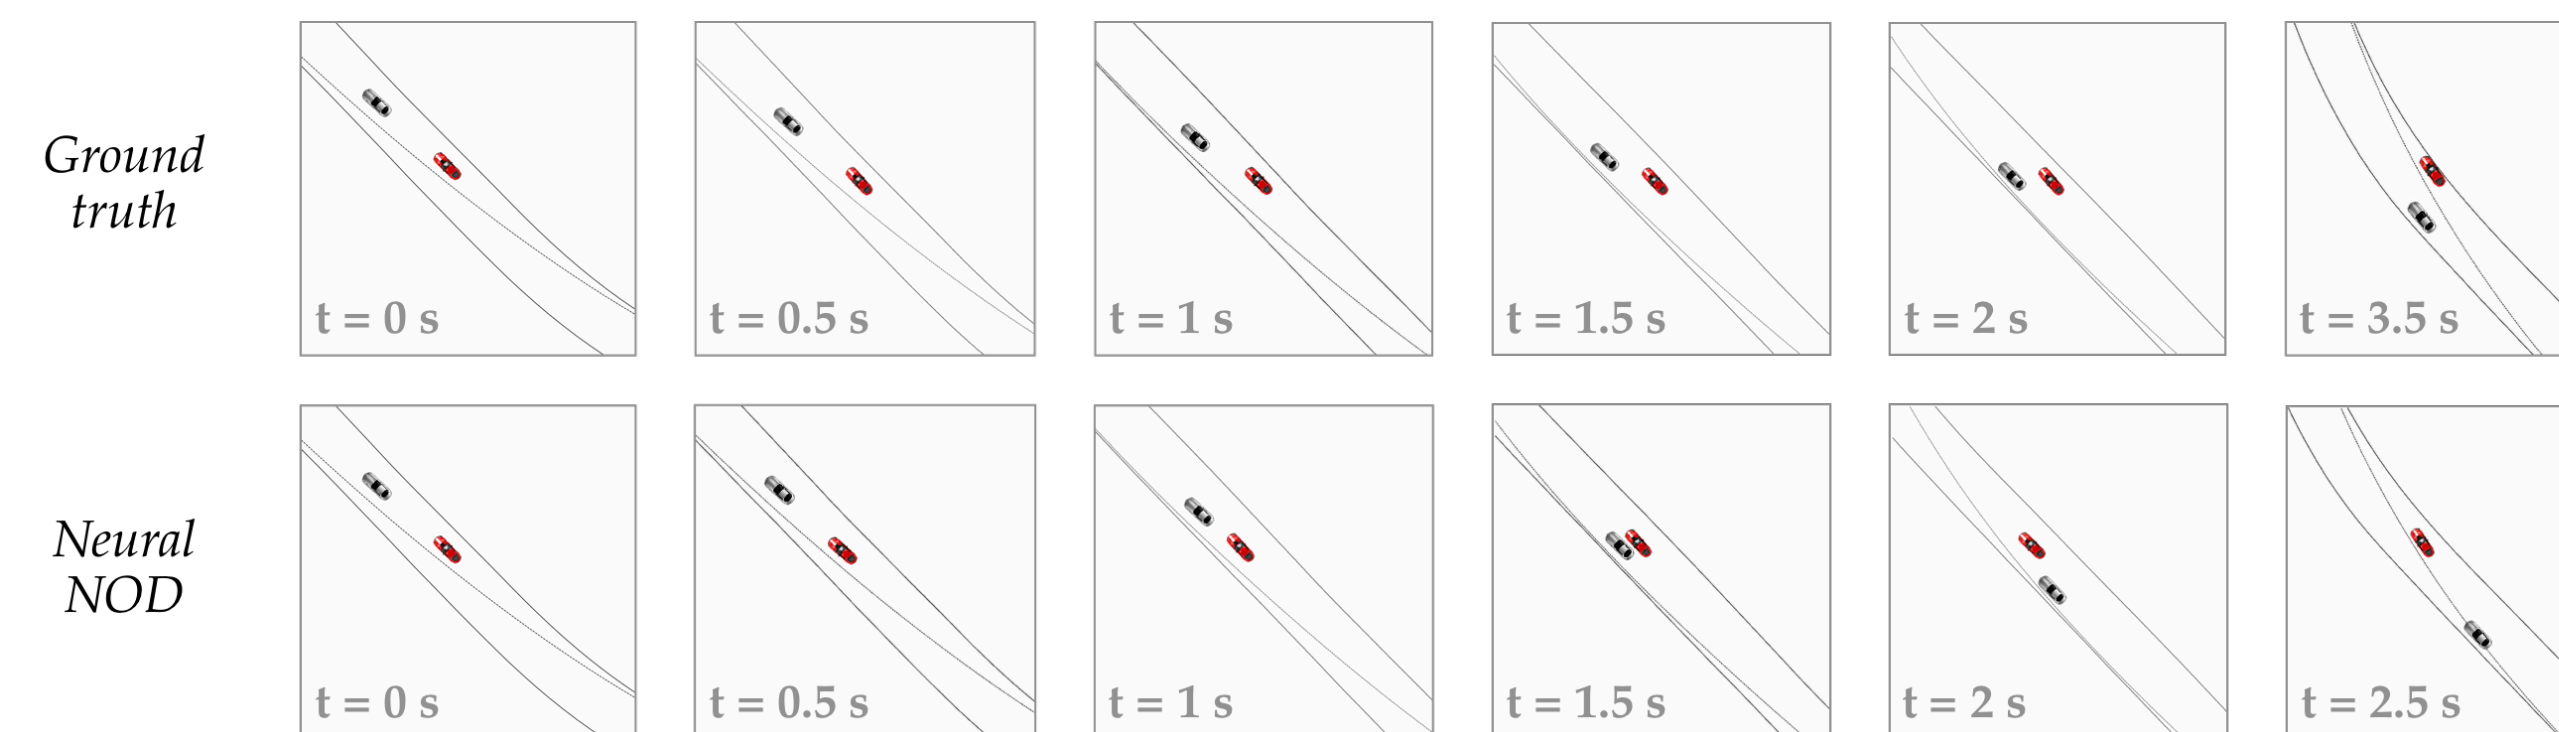 Ground
truth
t = 0 s
t = 0.5 s
t = 1 s
t = 1.5 s
t = 2 s
t = 3.5 s
Neural
NOD
t = 0 s
t = 0.5 s
t = 1 s
t = 1.5 s
t = 2 s
t = 2.5 s